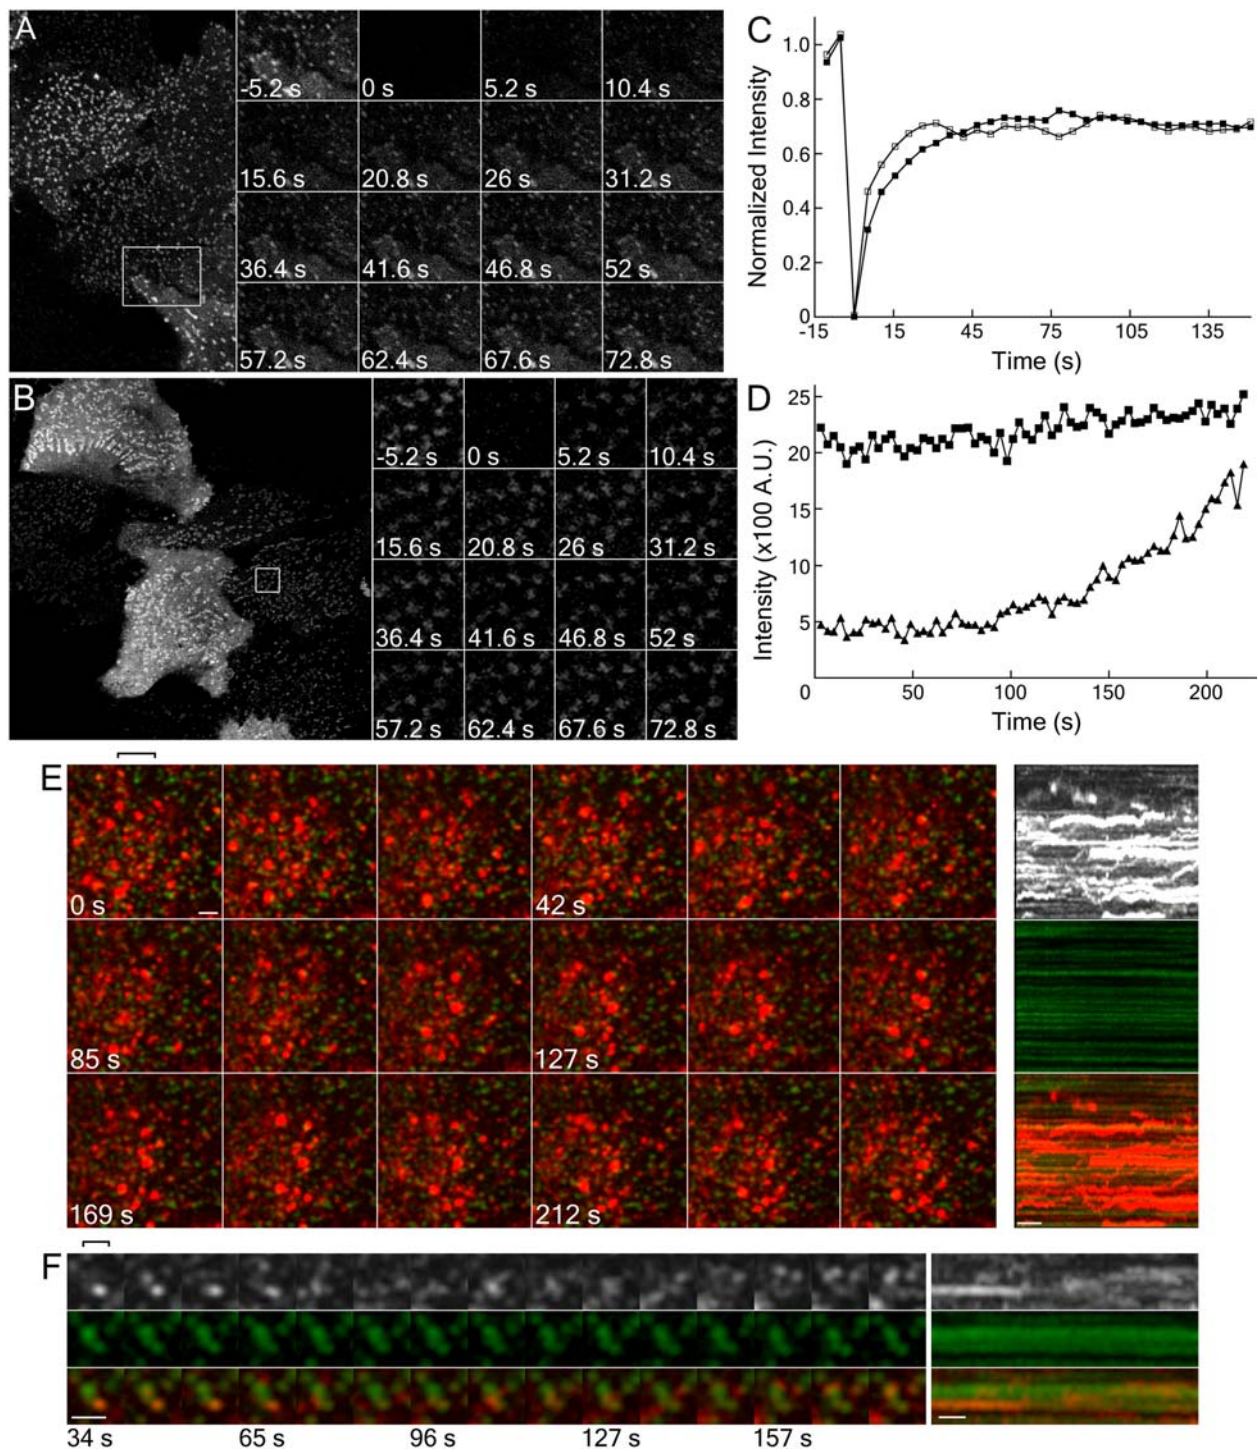 A
-5.2 s 0 s 5.2 s 10.4 s
15.6 s 20.8 s 26 s 31.2 s
36.4 s 41.6 s 46.8 s 52 s
57.2 s 62.4 s 67.6 s 72.8 s
B
-5.2 s 0 s 5.2 s 10.4 s
15.6 s 20.8 s 26 s 31.2 s
36.4 s 41.6 s 46.8 s 52 s
57.2 s 62.4 s 67.6 s 72.8 s
C
Normalized Intensity
1.0
0.8
0.6
0.4
0.2
0
-15 15 45 75 105 135
Time (s)
D
Intensity (x100 A.U.)
25
20
15
10
5
0 50 100 150 200
Time (s)
E
0 s 42 s
85 s 127 s
169 s 212 s
F
34 s 65 s 96 s 127 s 157 s